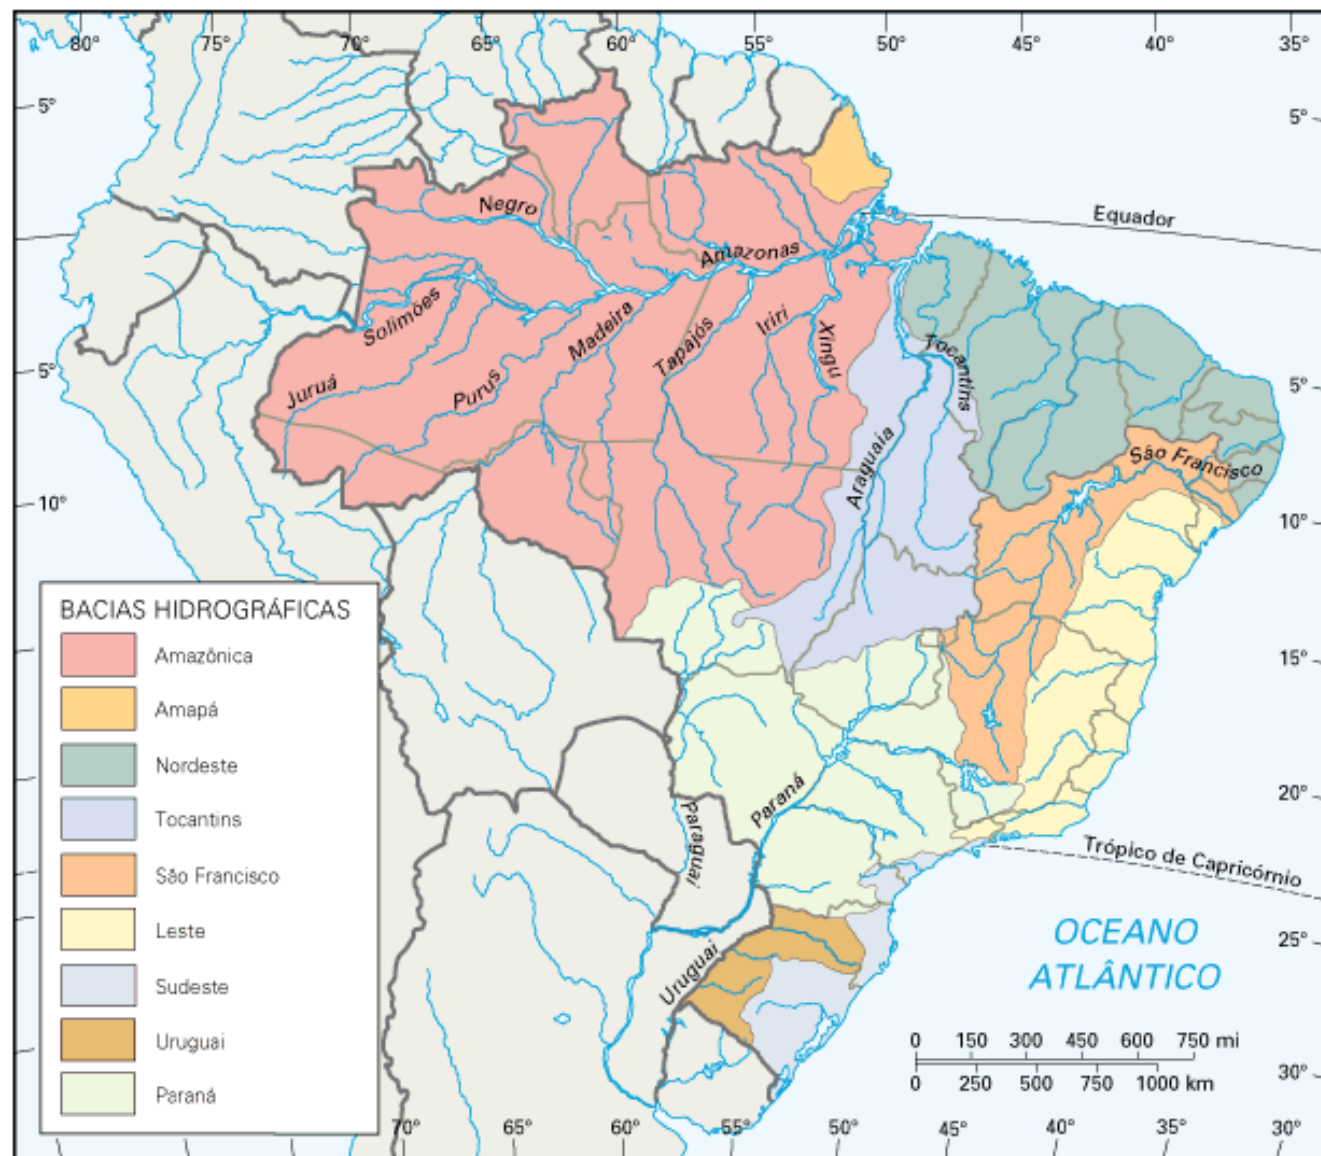 80° 75° 70° 65° 60° 55° 50° 45° 40° 35°
5° 5°
Negro
Equador
Amazonas
Solimões
Madeira
Tapajós
Iriri
Xingu
Tocantins
5° 5°
Juruá
Purus
Araguaia
São Francisco
10° 10°
BACIAS HIDROGRÁFICAS
Amazônica
Amapá
Nordeste
Tocantins
São Francisco
Leste
Sudeste
Uruguai
Paraná
15°
20°
Paraná
Paraguai
Trópico de Capricórnio
Uruguai
OCEANO
ATLÂNTICO
25°
0 150 300 450 600 750 mi
0 250 500 750 1000 km
30°
70° 65° 60° 55° 50° 45° 40° 35° 30°